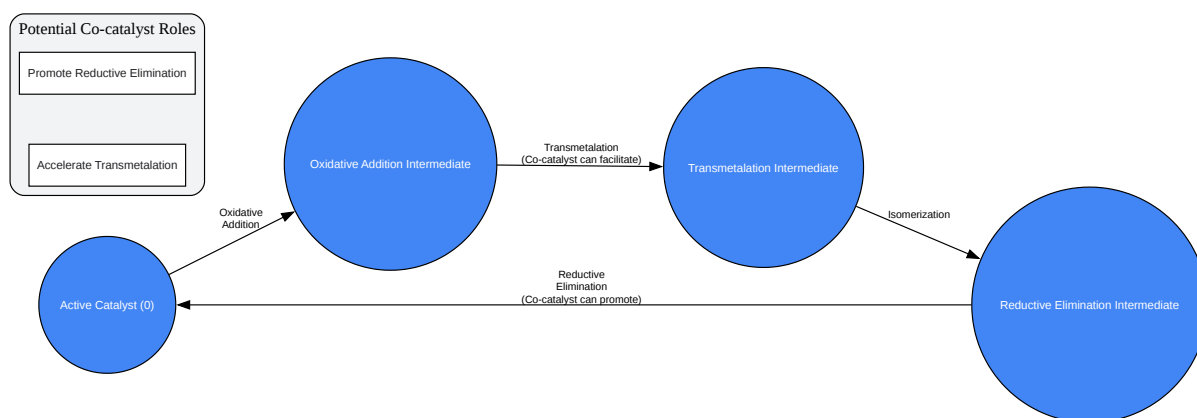 Potential Co-catalyst Roles
Promote Reductive Elimination
Accelerate Transmetalation
Oxidative Addition Intermediate
Transmetalation
(Co-catalyst can facilitate)
Transmetalation Intermediate
Oxidative
Addition
Isomerization
Active Catalyst (0)
Reductive
Elimination
(Co-catalyst can promote)
Reductive Elimination Intermediate